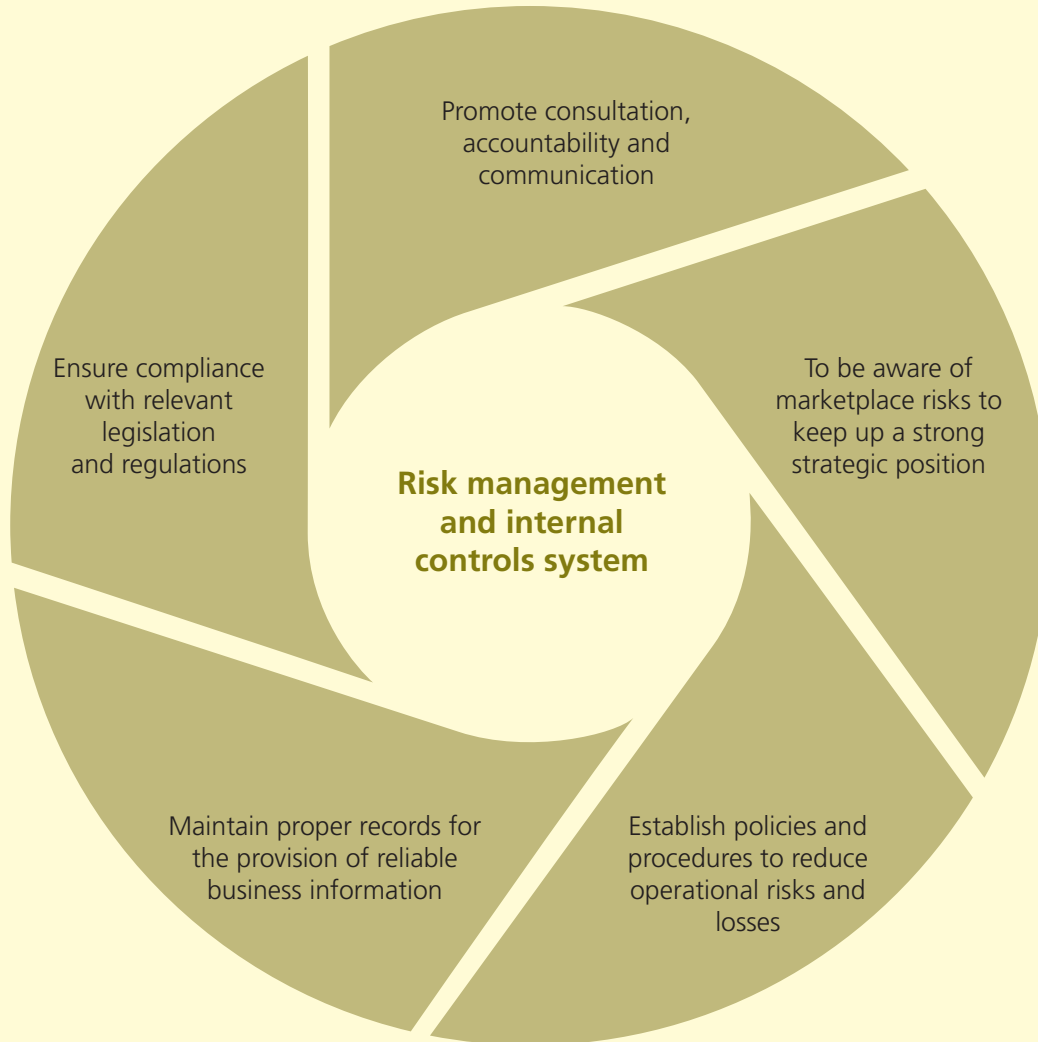 Promote consultation,
accountability and
communication
To be aware of
marketplace risks to
keep up a strong
strategic position
Ensure compliance
with relevant
legislation
and regulations
Risk management
and internal
controls system
Maintain proper records for
the provision of reliable
business information
Establish policies and
procedures to reduce
operational risks and
losses